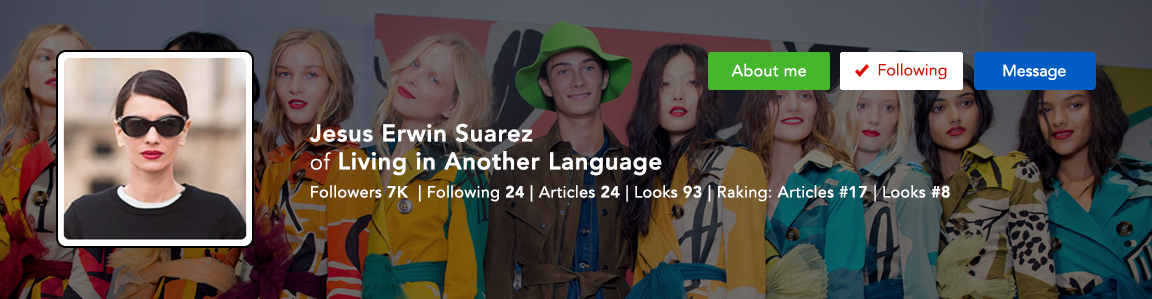 About me
Following
Message
Jesus Erwin Suarez
of Living in Another Language
Followers 7K | Following 24 | Articles 24 | Looks 93 | Raking: Articles #17 | Looks #8